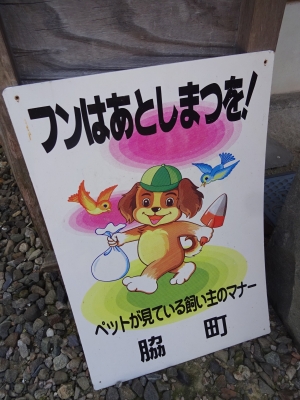 フンはあとしまつを!
ペットが見ている飼い主のマナー
脇町